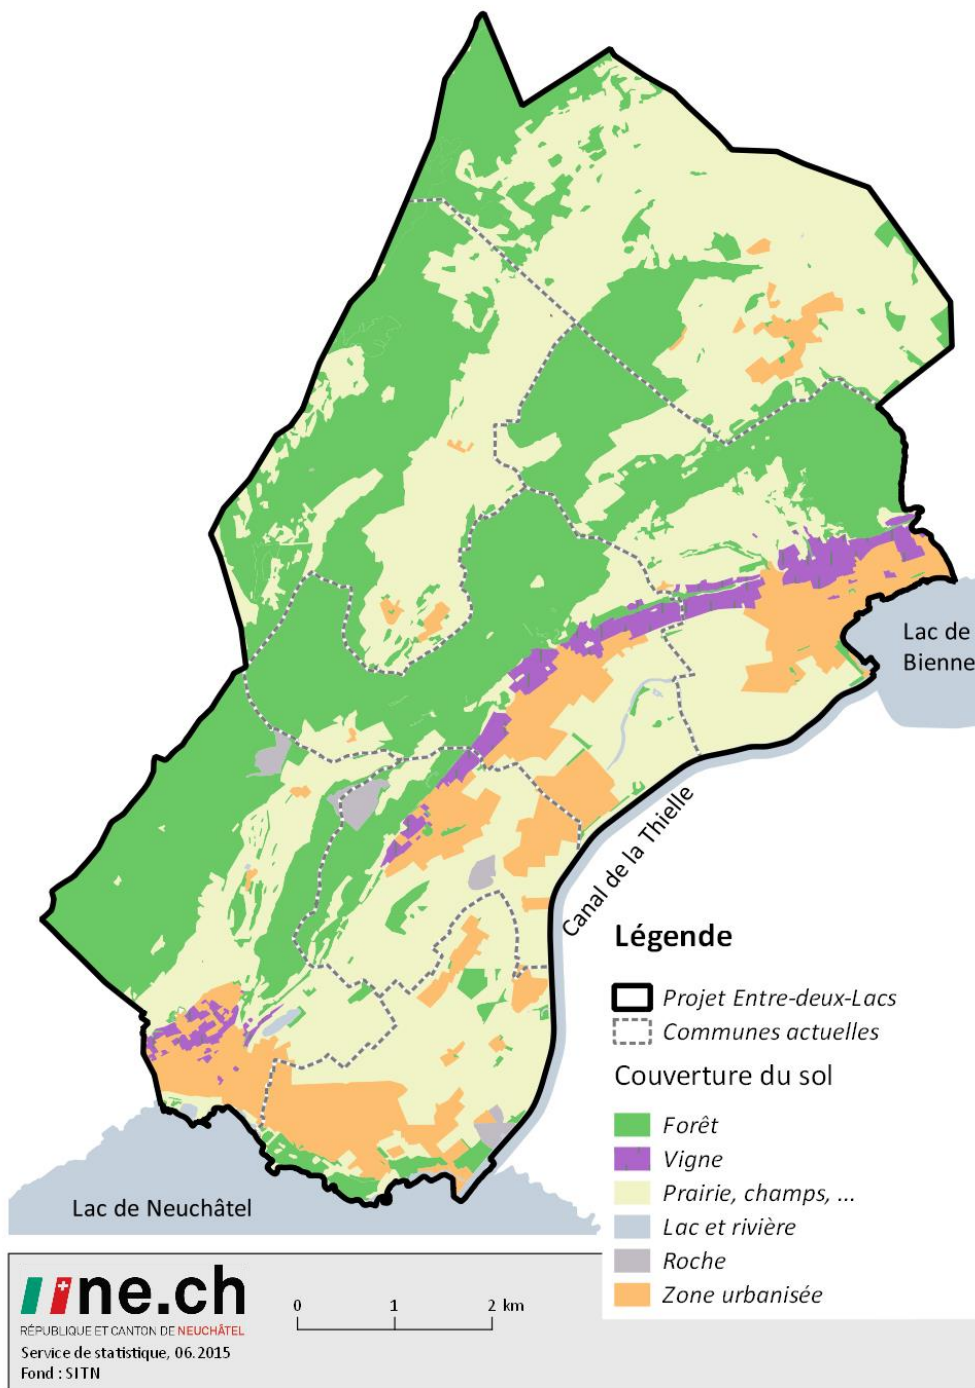 Lac de
Bienne
Canal de la Thielle
Légende
Projet Entre-deux-Lacs
Communes actuelles
Couverture du sol
Forêt
Vigne
Prairie, champs, ...
Lac et rivière
Roche
Zone urbanisée
Lac de Neuchâtel
ne.ch
RÉPUBLIQUE ET CANTON DE NEUCHÂTEL
Service de statistique, 06.2015
Fond : SITN
0 1 2 km